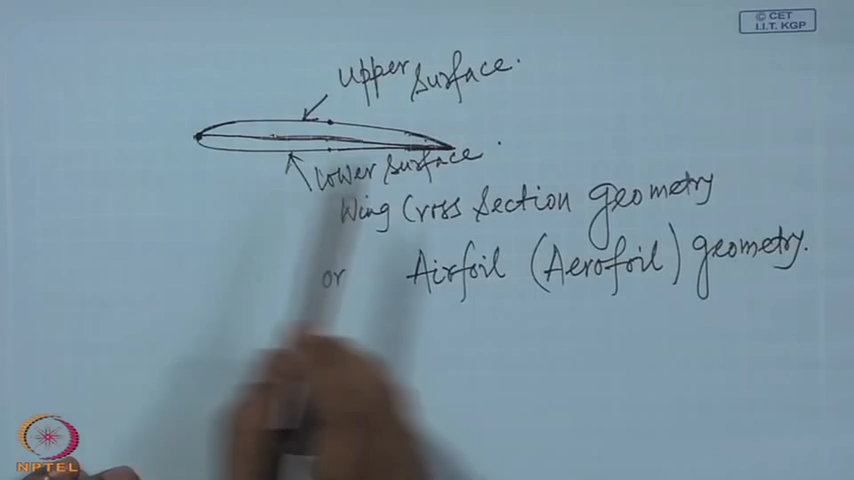 © CET
I.I.T. KGP
Upper Surface.
Lower Surface.
Wing Cross Section geometry
or Airfoil (Aerofoil) geometry.
NPTEL